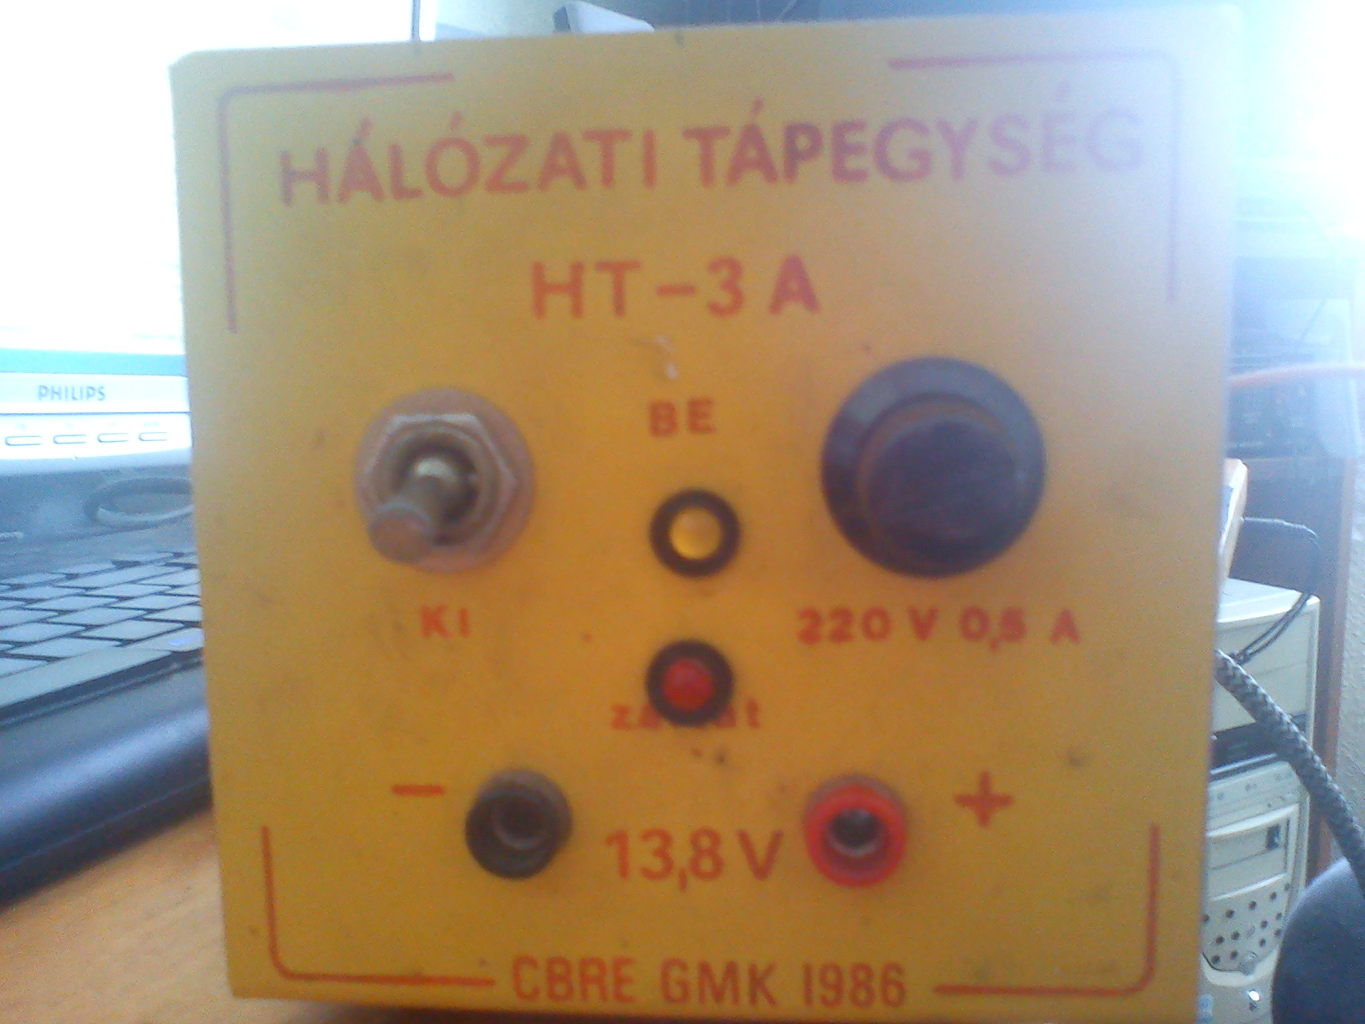 HÁLÓZATI TÁPEGYSÉG
HT-3 A
PHILIPS
BE
KI
220 V 0,5 A
- 13,8 V +
CBRE GMK 1986